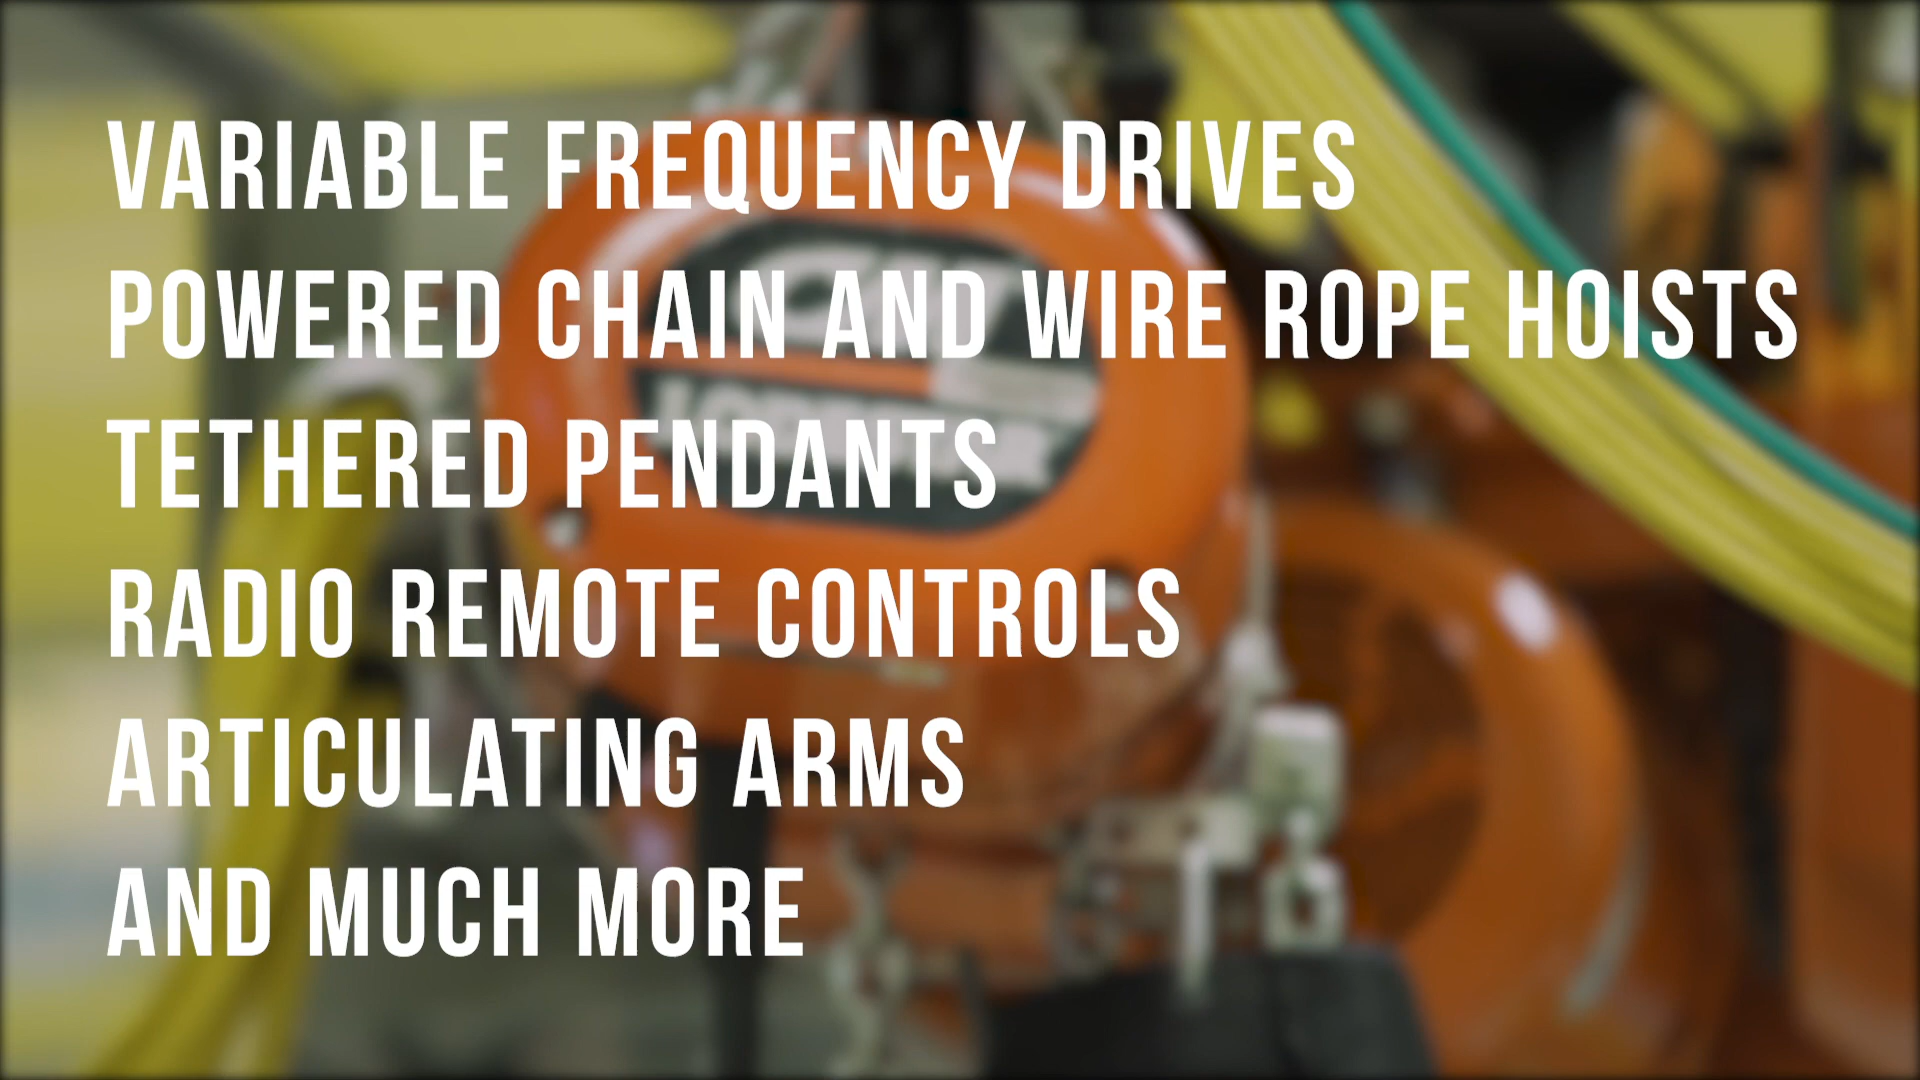 VARIABLE FREQUENCY DRIVES
POWERED CHAIN AND WIRE ROPE HOISTS
TETHERED PENDANTS
RADIO REMOTE CONTROLS
ARTICULATING ARMS
AND MUCH MORE